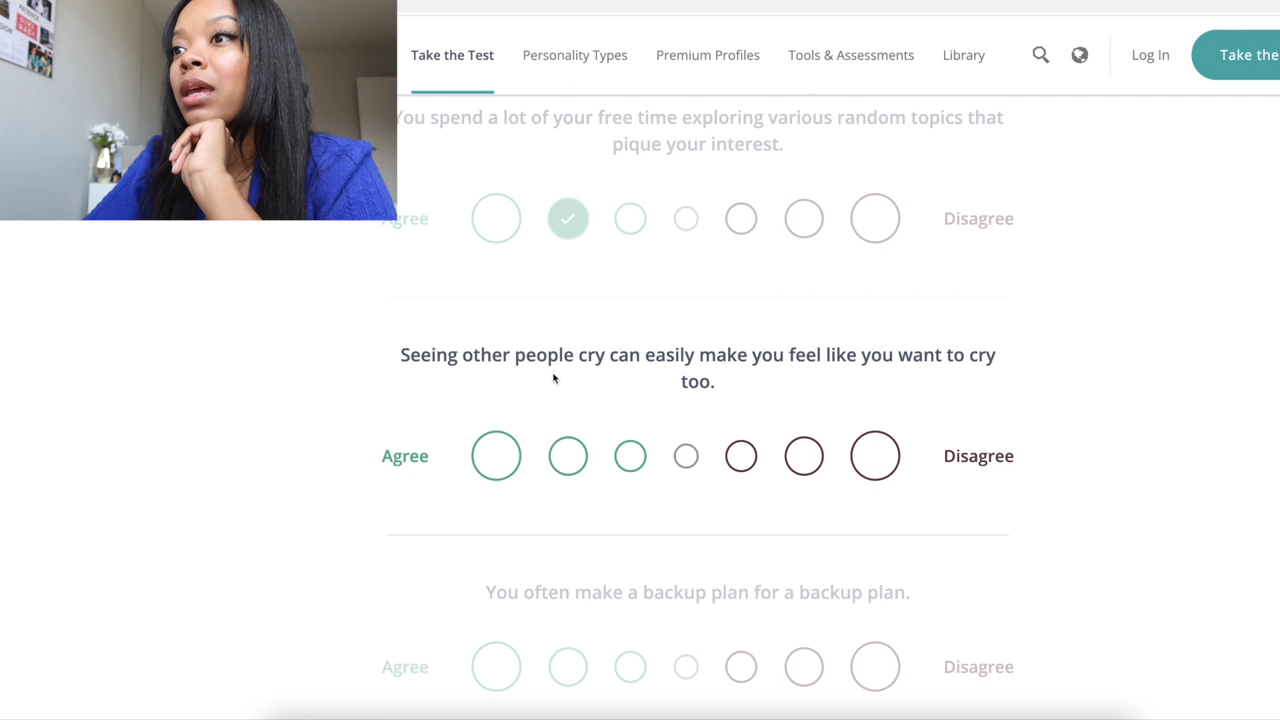 Take the Test Personality Types Premium Profiles Tools & Assessments Library Log In Take the
You spend a lot of your free time exploring various random topics that
pique your interest.
Agree Disagree
Seeing other people cry can easily make you feel like you want to cry
too.
Agree Disagree
You often make a backup plan for a backup plan.
Agree Disagree